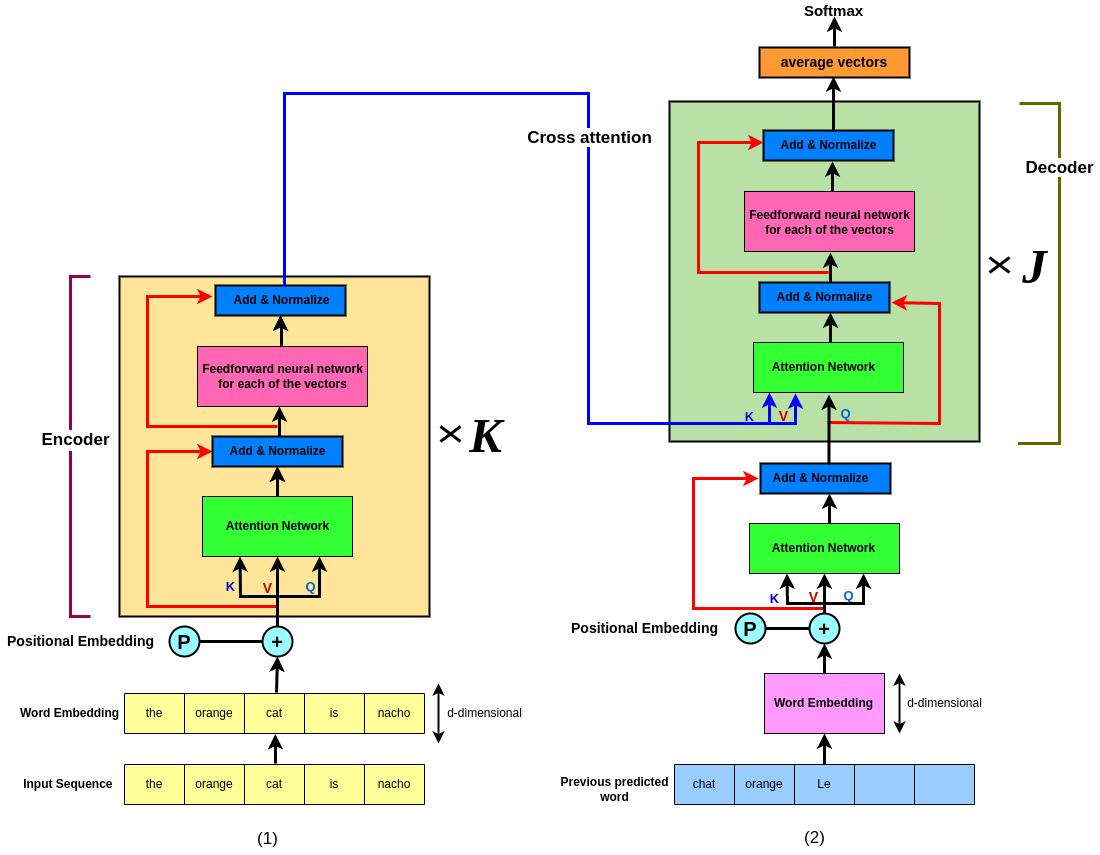 Softmax
average vectors
Cross attention
Add & Normalize
Decoder
Feedforward neural network
for each of the vectors
× J
Add & Normalize
Attention Network
K
V
Q
Add & Normalize
Attention Network
K
V
Q
Positional Embedding
P
+
Word Embedding
d-dimensional
Previous predicted
word
chat
orange
Le
(2)
Add & Normalize
Feedforward neural network
for each of the vectors
Encoder
× K
Add & Normalize
Attention Network
K
V
Q
Positional Embedding
P
+
Word Embedding
the
orange
cat
is
nacho
d-dimensional
Input Sequence
the
orange
cat
is
nacho
(1)